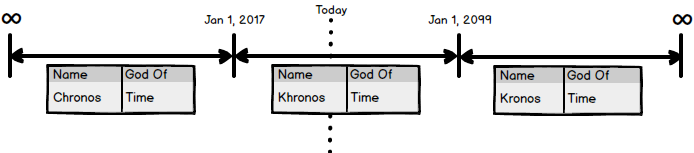 Today
∞ Jan 1, 2017 Jan 1, 2099 ∞
Name God Of
Chronos Time
Name God Of
Khronos Time
Name God Of
Kronos Time